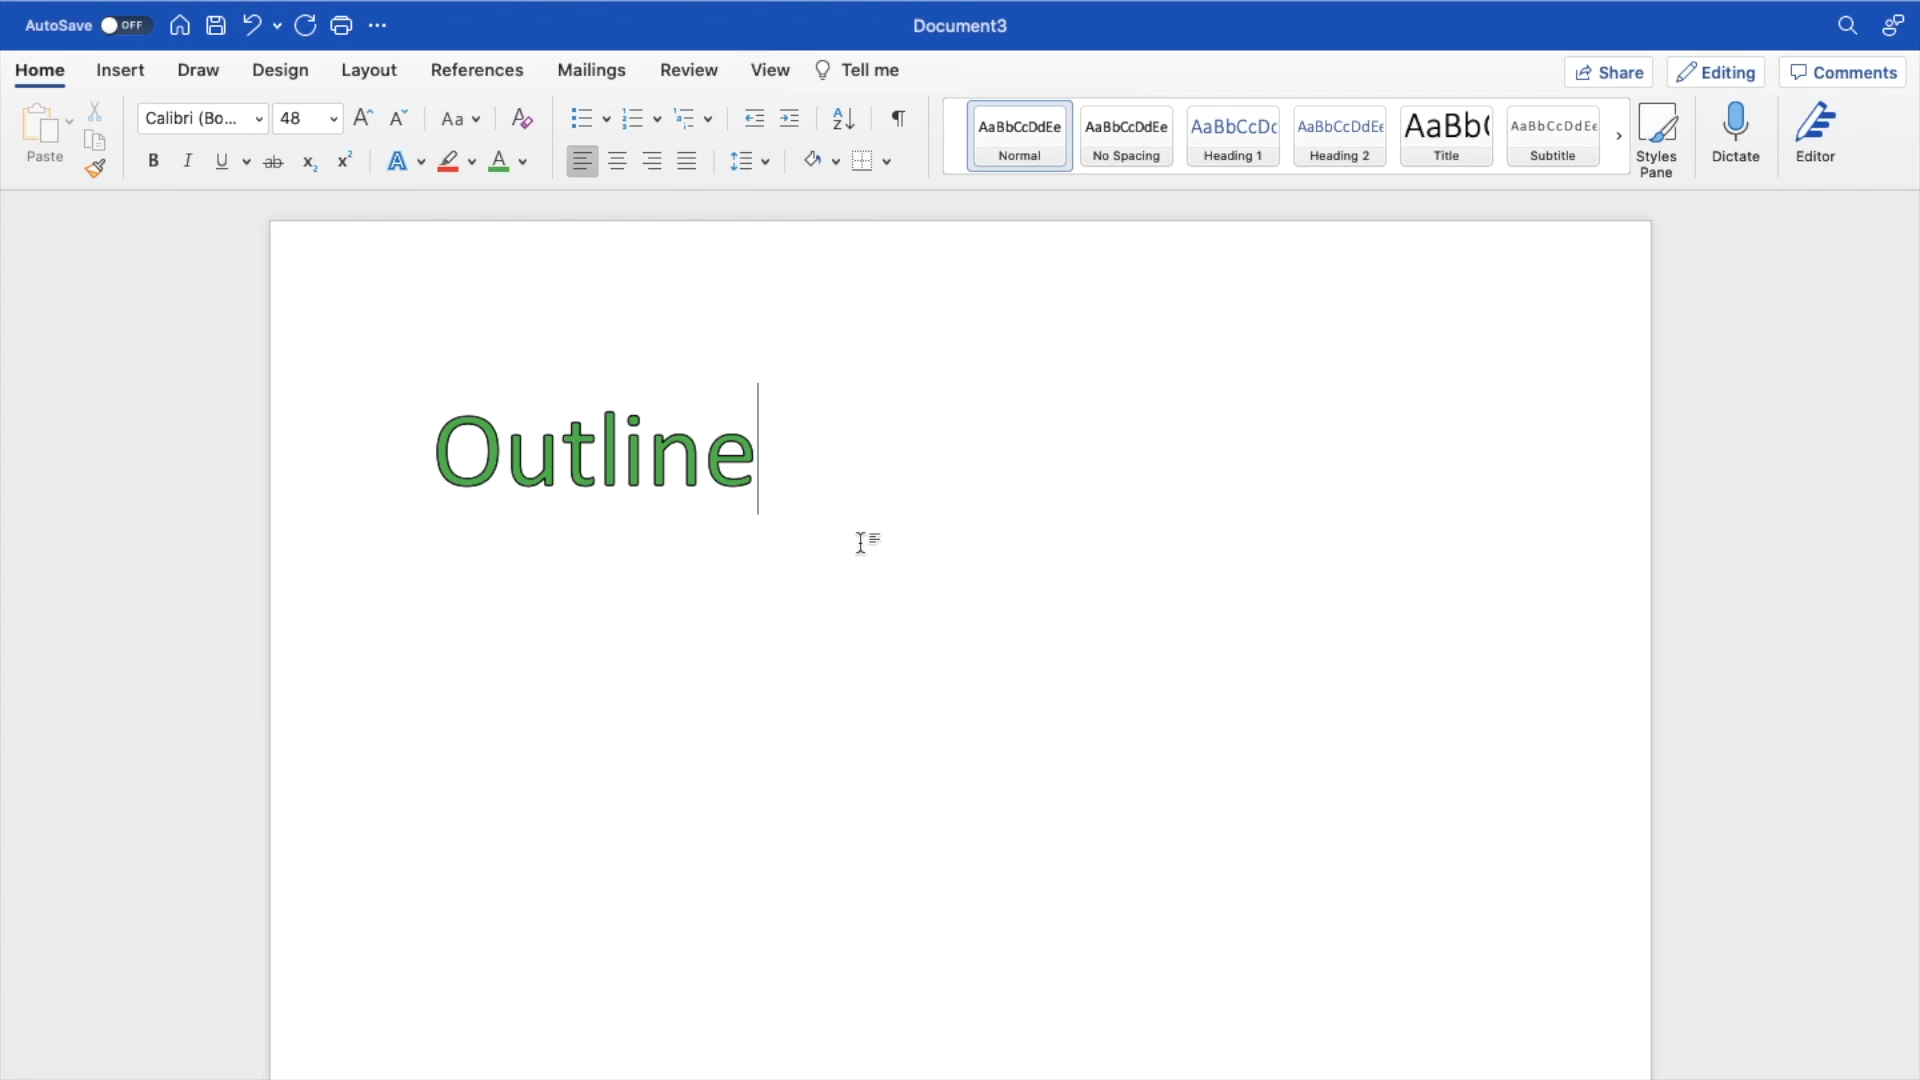 AutoSave OFF Document3
Home Insert Draw Design Layout References Mailings Review View Tell me Share Editing Comments
Paste Calibri (Bo... 48 Aa AaBbCcDdEe AaBbCcDdEe AaBbCcDc AaBbCcDdEe AaBb( AaBbCcDdEe
Normal No Spacing Heading 1 Heading 2 Title Subtitle
B I U ab x₂ x² A A
Styles Pane Dictate Editor
Outline